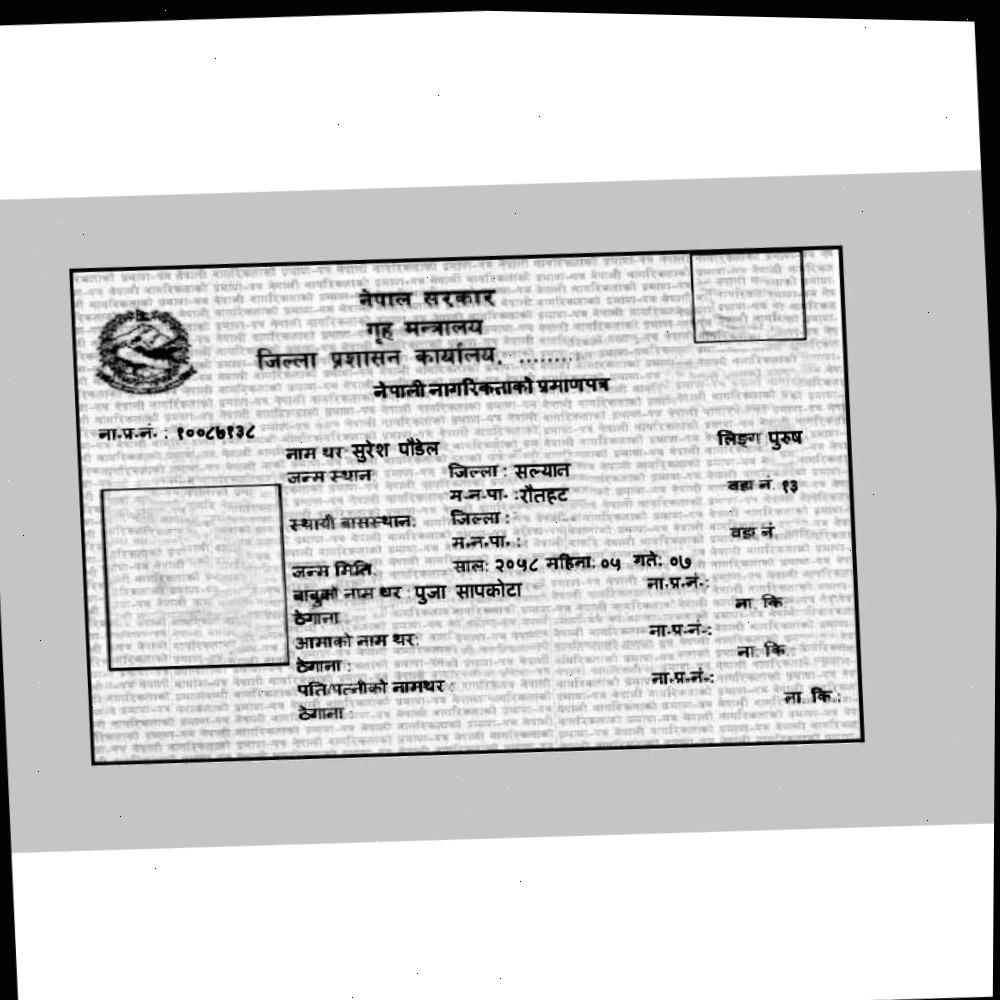 नेपाल सरकार
गृह मन्त्रालय
जिल्ला प्रशासन कार्यालय, ........
नेपाली नागरिकताको प्रमाणपत्र
ना.प्र.नं. : १००८७१३८
लिङ्ग पुरुष
नाम थर सुरेश पौडेल
जन्म स्थान जिल्ला : सल्यान
म.न.पा. :रौतहट वडा नं. १३
स्थायी बासस्थान: जिल्ला :
म.न.पा. : वडा नं
जन्म मिति साल: २०५८ महिना: ०५ गते: ०७
बाबुको नाम थर : पुजा सापकोटा ना.प्र.नं.:
ठेगाना ना. कि
आमाको नाम थर: ना.प्र.नं.:
ठेगाना : ना. कि.:
पति/पत्नीको नामथर : ना.प्र.नं.:
ठेगाना : ना. कि.: